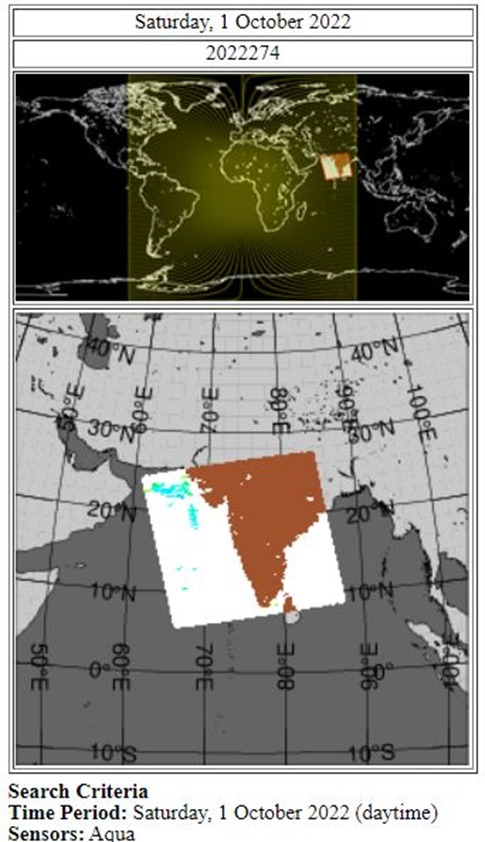 Saturday, 1 October 2022
2022274
40°N 40°N
50°E 60°E 70°E 80°E 90°E 100°E
30°N 30°N
20°N 20°N
10°N 10°N
50°E 60°E 70°E 80°E 90°E 100
0° 0°
10°S 10°S
Search Criteria
Time Period: Saturday, 1 October 2022 (daytime)
Sensors: Aqua